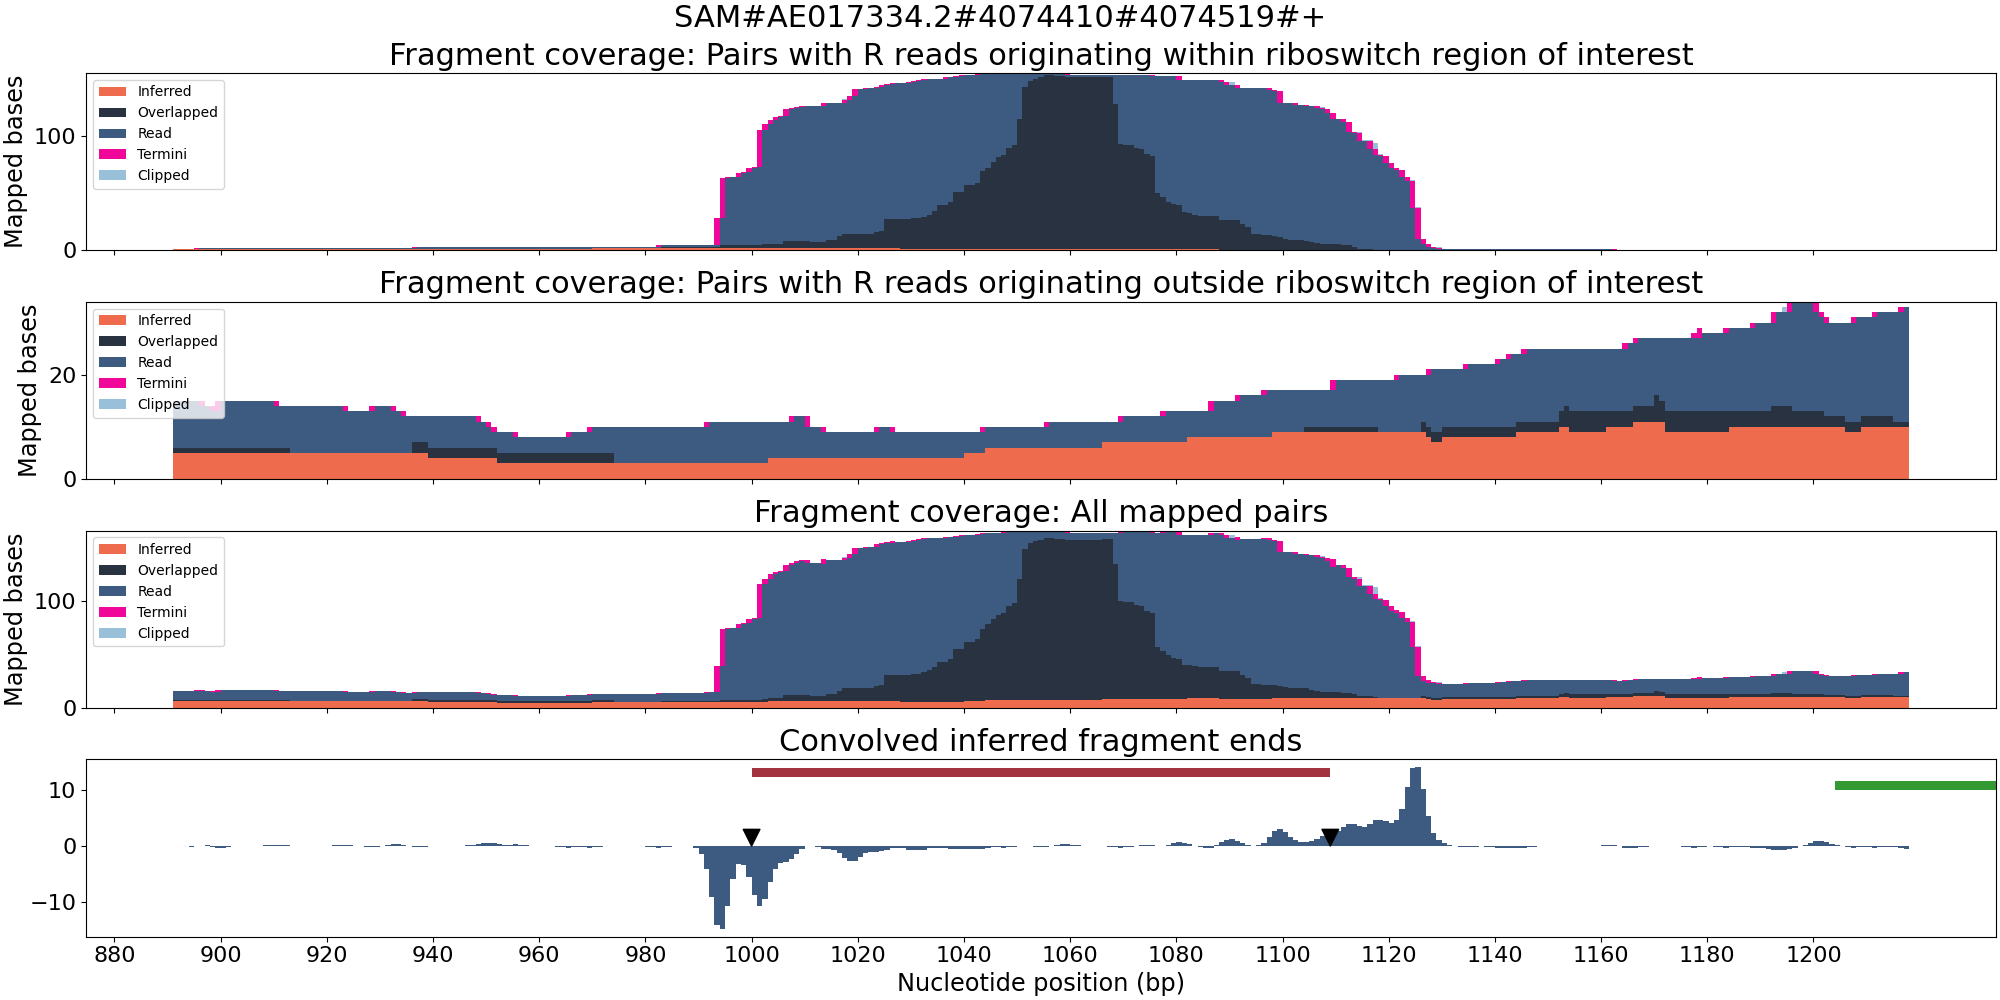 SAM#AE017334.2#4074410#4074519#+
Fragment coverage: Pairs with R reads originating within riboswitch region of interest
Mapped bases
100
0
Inferred
Overlapped
Read
Termini
Clipped
Fragment coverage: Pairs with R reads originating outside riboswitch region of interest
Mapped bases
20
0
Inferred
Overlapped
Read
Termini
Clipped
Fragment coverage: All mapped pairs
Mapped bases
100
0
Inferred
Overlapped
Read
Termini
Clipped
Convolved inferred fragment ends
10
0
−10
880 900 920 940 960 980 1000 1020 1040 1060 1080 1100 1120 1140 1160 1180 1200
Nucleotide position (bp)